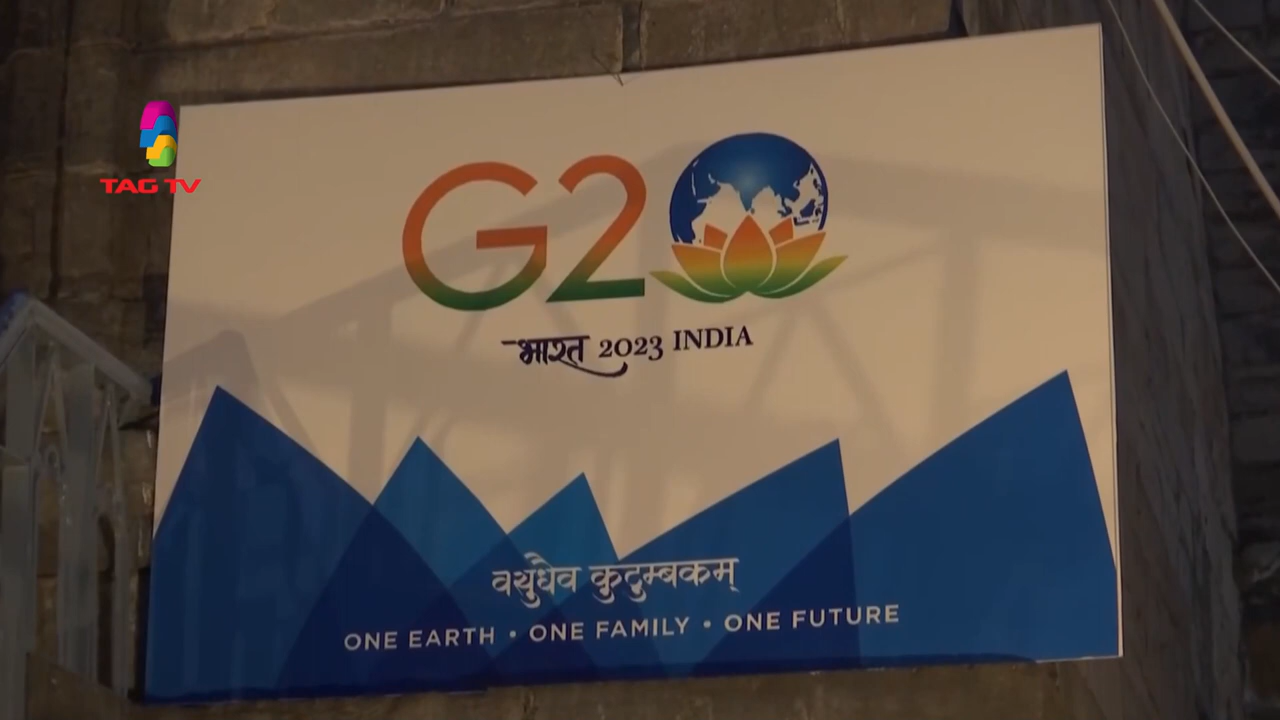 TAG TV
G20
भारत 2023 INDIA
वसुधैव कुटुम्बकम्
ONE EARTH • ONE FAMILY • ONE FUTURE